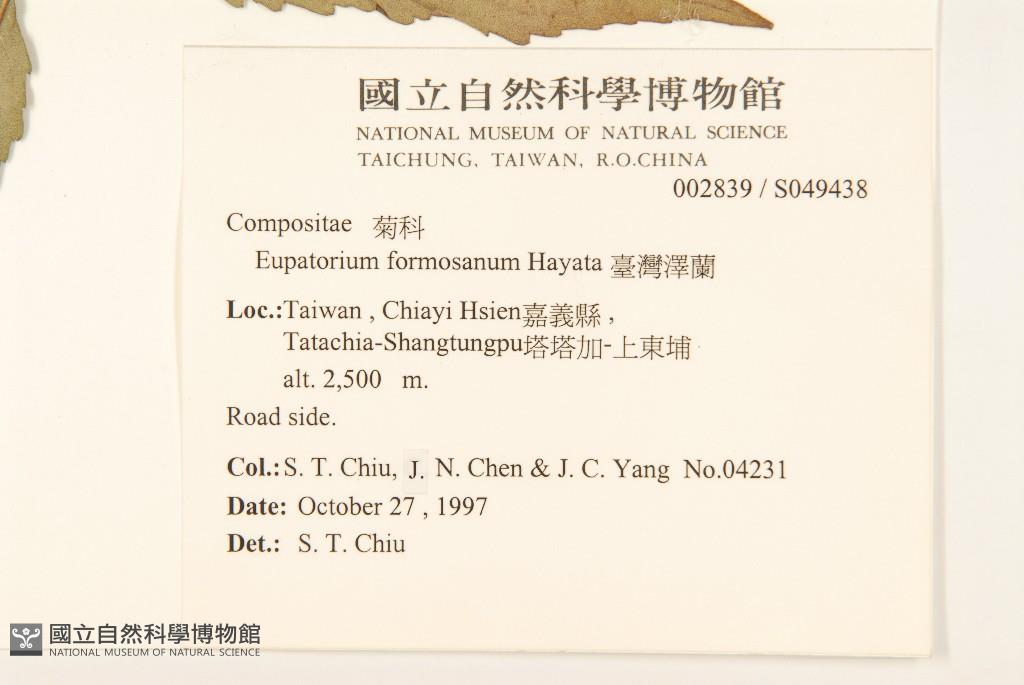 國立自然科學博物館
NATIONAL MUSEUM OF NATURAL SCIENCE
TAICHUNG, TAIWAN, R.O.CHINA
002839 / S049438
Compositae 菊科
Eupatorium formosanum Hayata 臺灣澤蘭
Loc.:Taiwan , Chiayi Hsien嘉義縣 ,
Tatachia-Shangtungpu塔塔加-上東埔
alt. 2,500 m.
Road side.
Col.:S. T. Chiu, J. N. Chen & J. C. Yang No.04231
Date: October 27 , 1997
Det.: S. T. Chiu
國立自然科學博物館
NATIONAL MUSEUM OF NATURAL SCIENCE